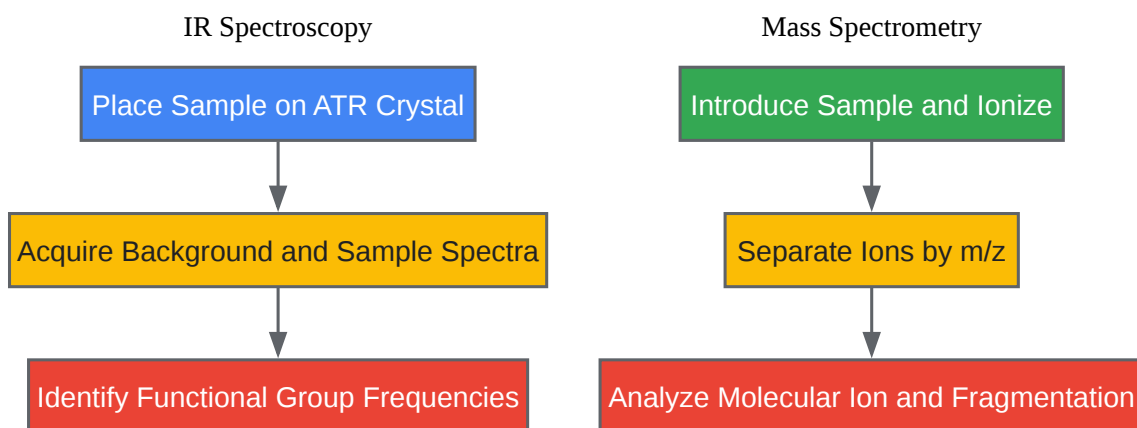 IR Spectroscopy
Place Sample on ATR Crystal
Acquire Background and Sample Spectra
Identify Functional Group Frequencies
Mass Spectrometry
Introduce Sample and Ionize
Separate Ions by m/z
Analyze Molecular Ion and Fragmentation